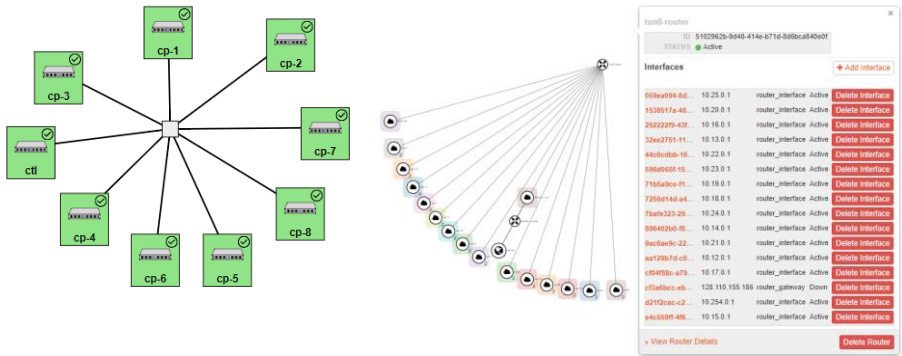 cp-1
cp-2
cp-3
cp-7
ctl
cp-4
cp-8
cp-6
cp-5
tun0-router
ID 5102962b-9d48-414e-b71d-8d6bca840e0f
STATUS Active
Interfaces
+ Add Interface
10.25.0.1 router_interface Active Delete Interface
1538517a-46... 10.20.0.1 router_interface Active Delete Interface
252222f9-43f... 10.16.0.1 router_interface Active Delete Interface
32ee2751-11... 10.13.0.1 router_interface Active Delete Interface
44c0cdbb-16... 10.22.0.1 router_interface Active Delete Interface
596d065f-15... 10.23.0.1 router_interface Active Delete Interface
71b5a9ce-f1... 10.19.0.1 router_interface Active Delete Interface
7250d14d-a4... 10.18.0.1 router_interface Active Delete Interface
7bafe323-29... 10.24.0.1 router_interface Active Delete Interface
896402b0-f8... 10.14.0.1 router_interface Active Delete Interface
9ac6ae9c-22... 10.21.0.1 router_interface Active Delete Interface
aa128b7d-c0... 10.12.0.1 router_interface Active Delete Interface
cf04f88c-a79... 10.17.0.1 router_interface Active Delete Interface
cf3a6bcc-eb... 128.110.155.186 router_gateway Down Delete Interface
d21f2cac-c2... 10.254.0.1 router_interface Active Delete Interface
e4c559ff-4f6... 10.15.0.1 router_interface Active Delete Interface
» View Router Details
Delete Router